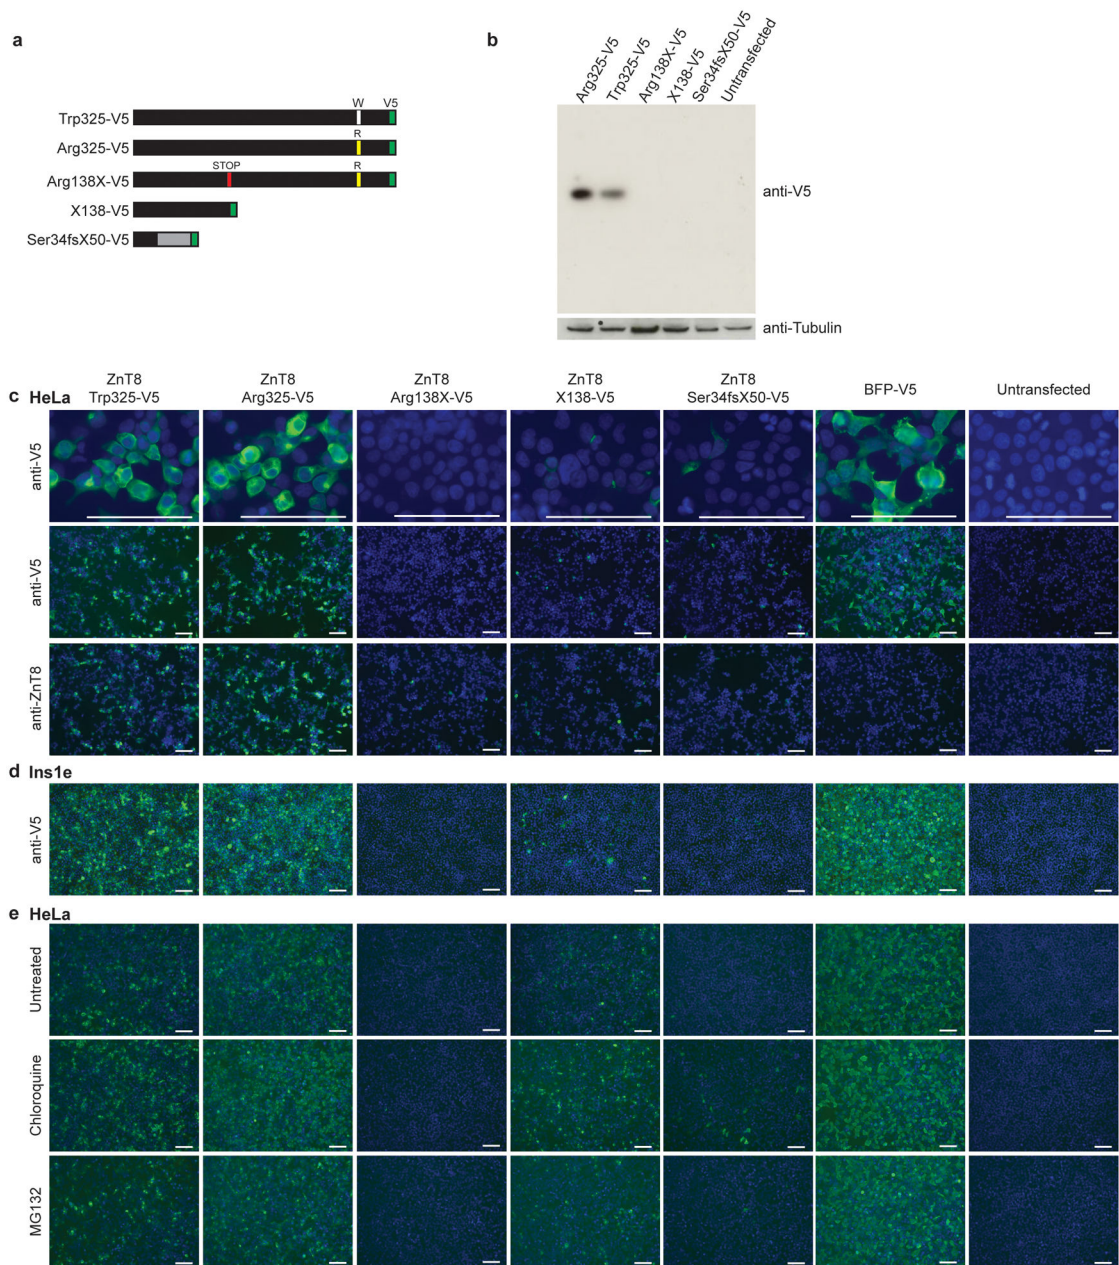 a
W V5
Trp325-V5
R
Arg325-V5
STOP R
Arg138X-V5
X138-V5
Ser34fsX50-V5
b
Arg325-V5
Trp325-V5
Arg138X-V5
X138-V5
Ser34fsX50-V5
Untransfected
anti-V5
anti-Tubulin
c HeLa
ZnT8
Trp325-V5
ZnT8
Arg325-V5
ZnT8
Arg138X-V5
ZnT8
X138-V5
ZnT8
Ser34fsX50-V5
BFP-V5
Untransfected
anti-V5
anti-V5
anti-ZnT8
d Ins1e
anti-V5
e HeLa
Untreated
Chloroquine
MG132